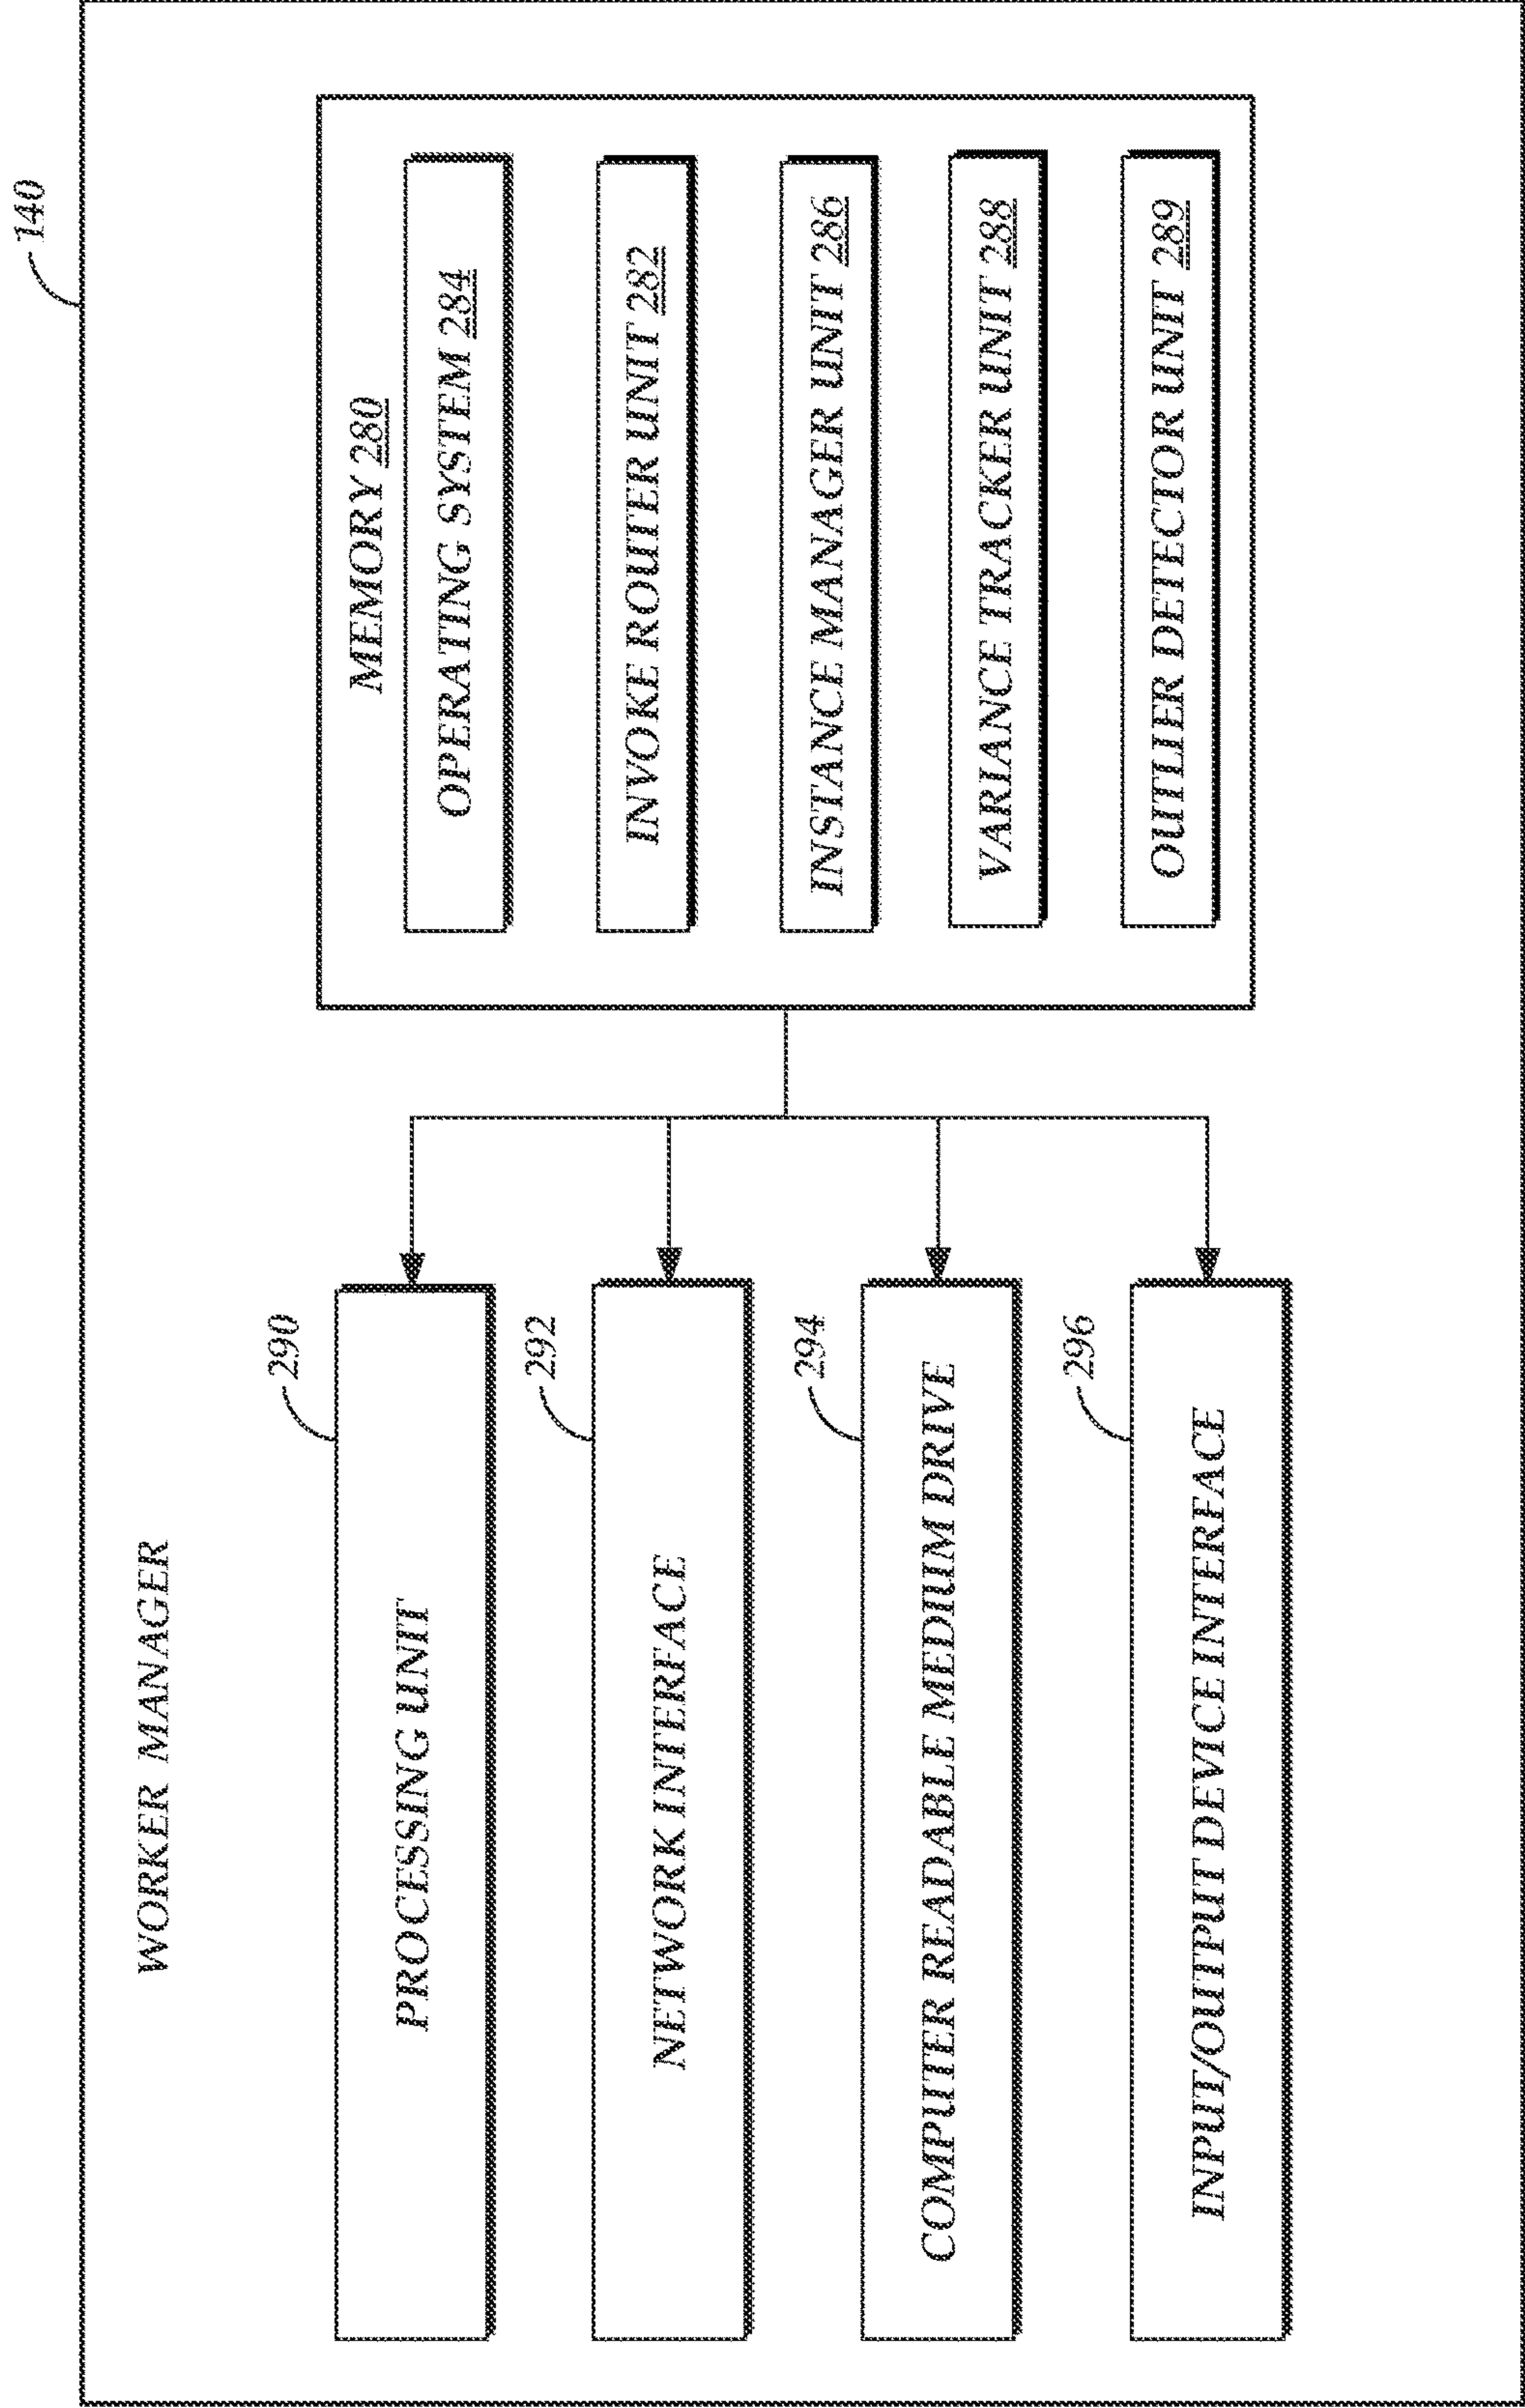 140
WORKER MANAGER
290
PROCESSING UNIT
292
NETWORK INTERFACE
294
COMPUTER READABLE MEDIUM DRIVE
296
INPUT/OUTPUT DEVICE INTERFACE
MEMORY 280
OPERATING SYSTEM 284
INVOKE ROUTER UNIT 282
INSTANCE MANAGER UNIT 286
VARIANCE TRACKER UNIT 288
OUTLIER DETECTOR UNIT 289